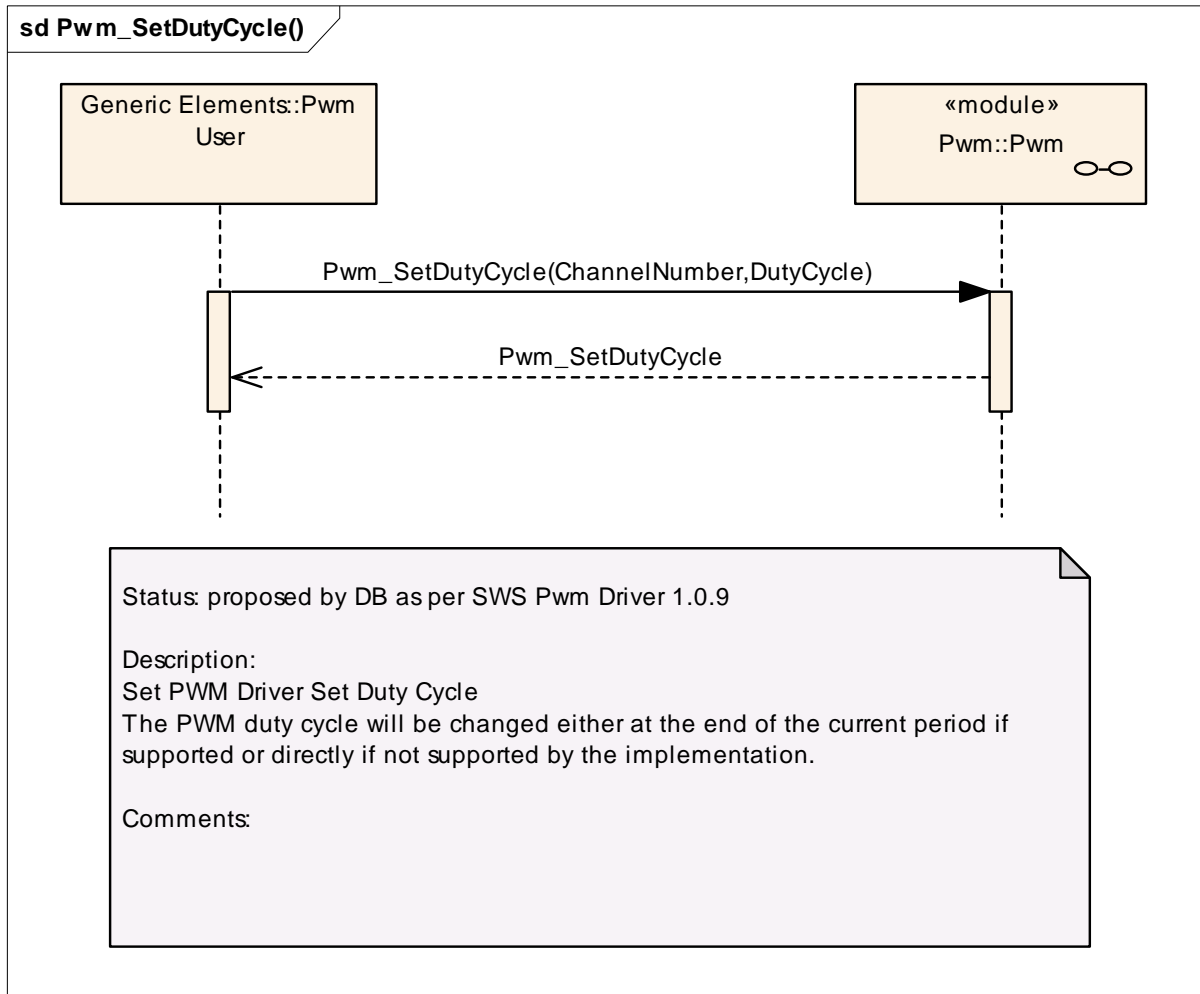 sd Pwm_SetDutyCycle()
Generic Elements::Pwm
User
«module»
Pwm::Pwm
Pwm_SetDutyCycle(ChannelNumber,DutyCycle)
Pwm_SetDutyCycle
Status: proposed by DB as per SWS Pwm Driver 1.0.9
Description:
Set PWM Driver Set Duty Cycle
The PWM duty cycle will be changed either at the end of the current period if
supported or directly if not supported by the implementation.
Comments: